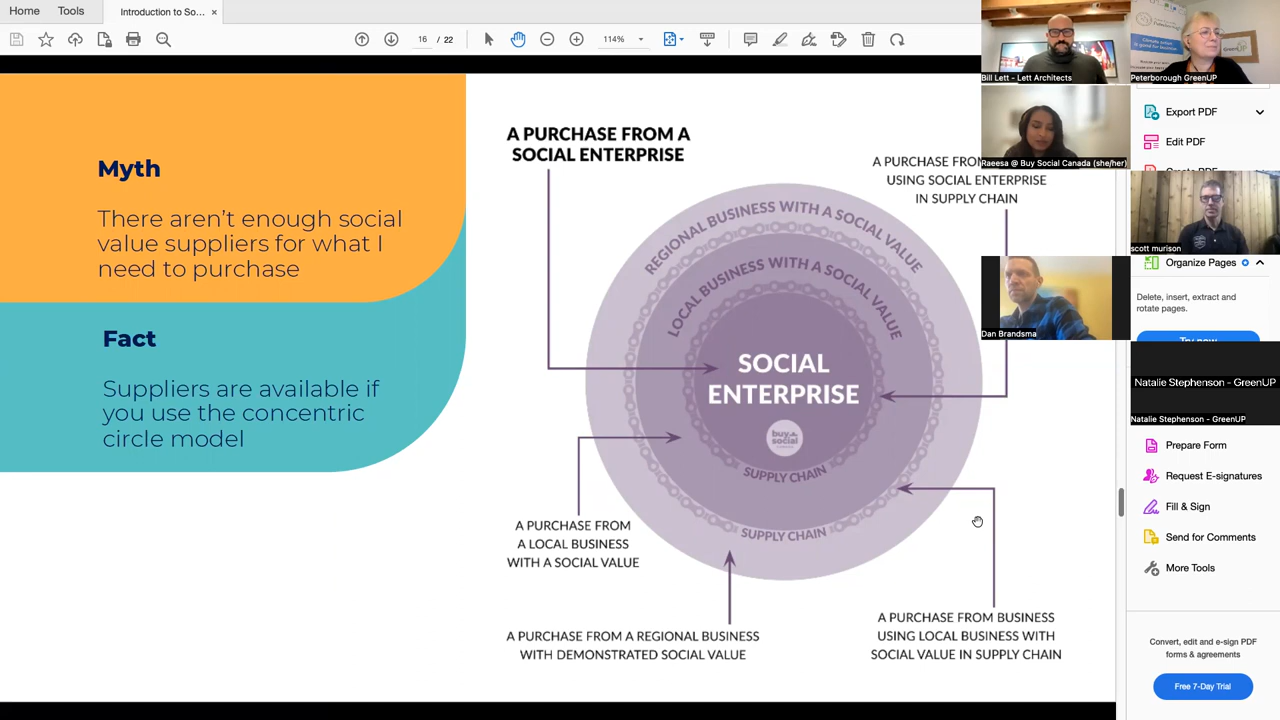 Home
Tools
Introduction to So...
×
16 / 22
114%
Myth
There aren't enough social
value suppliers for what I
need to purchase
Fact
Suppliers are available if
you use the concentric
circle model
A PURCHASE FROM A
SOCIAL ENTERPRISE
A PURCHASE FROM
USING SOCIAL ENTERPRISE
IN SUPPLY CHAIN
REGIONAL BUSINESS WITH A SOCIAL VALUE
LOCAL BUSINESS WITH A SOCIAL VALUE
SOCIAL
ENTERPRISE
buy
social
SUPPLY CHAIN
SUPPLY CHAIN
A PURCHASE FROM
A LOCAL BUSINESS
WITH A SOCIAL VALUE
A PURCHASE FROM A REGIONAL BUSINESS
WITH DEMONSTRATED SOCIAL VALUE
A PURCHASE FROM BUSINESS
USING LOCAL BUSINESS WITH
SOCIAL VALUE IN SUPPLY CHAIN
Bill Lett - Lett Architects
Peterborough GreenUP
Raeesa @ Buy Social Canada (she/her)
scott murison
Dan Brandsma
Natalie Stephenson - GreenUP
Natalie Stephenson - GreenUP
Export PDF
Edit PDF
Organize Pages
Delete, insert, extract and
rotate pages.
Try now
Prepare Form
Request E-signatures
Fill & Sign
Send for Comments
More Tools
Convert, edit and e-sign PDF
forms & agreements
Free 7-Day Trial